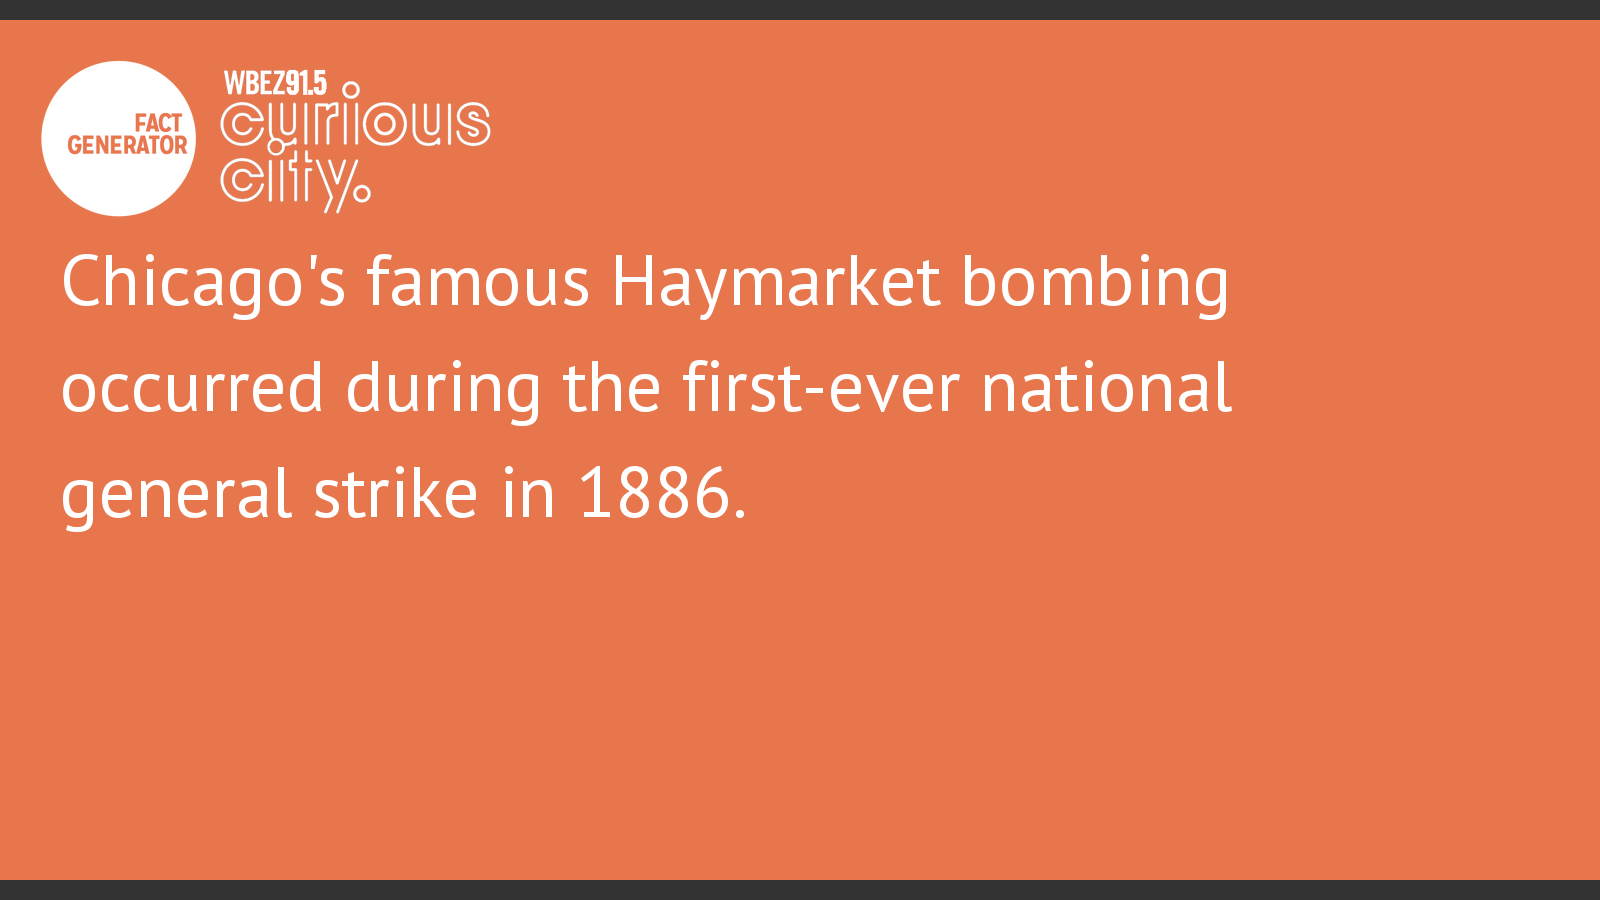 FACT
GENERATOR
WBEZ91.5
curious
city.
Chicago's famous Haymarket bombing
occurred during the first-ever national
general strike in 1886.